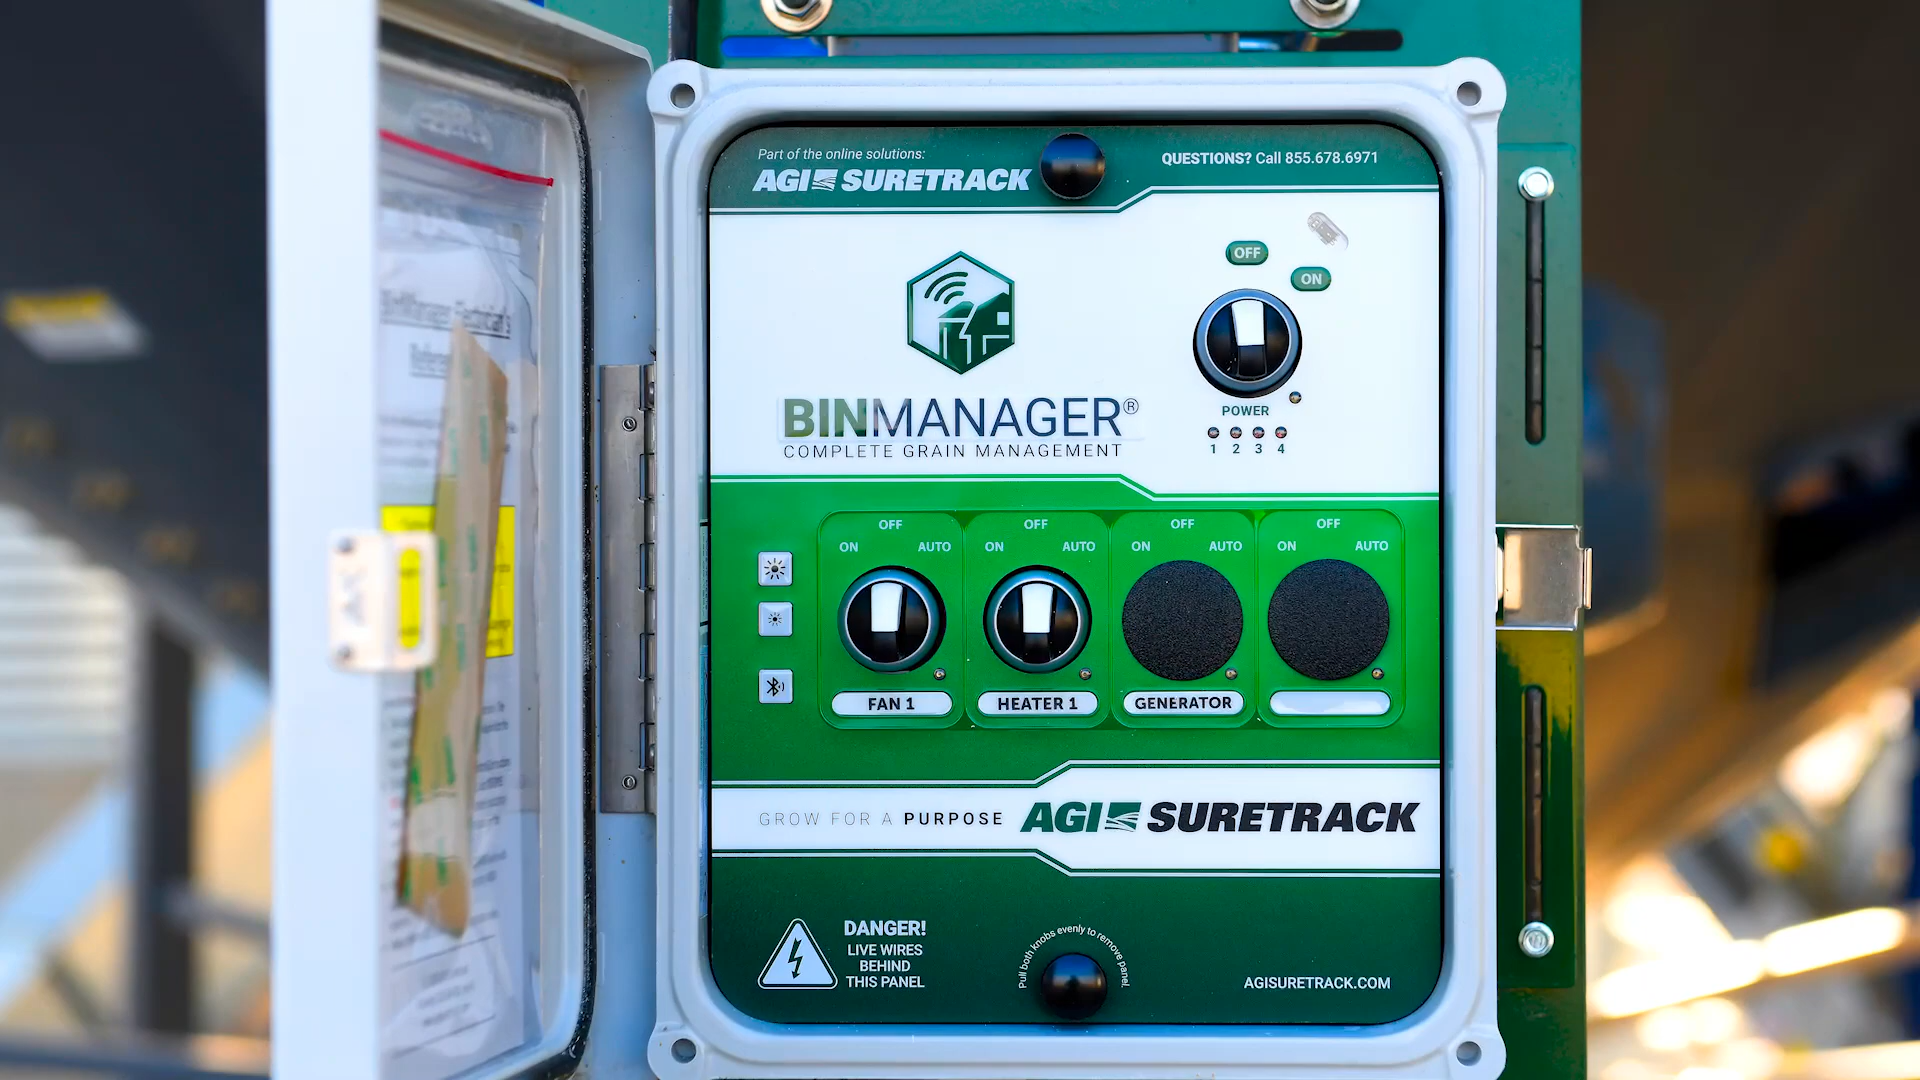 Part of the online solutions:
AGI SURETRACK
QUESTIONS? Call 855.678.6971
OFF
ON
POWER
1 2 3 4
BINMANAGER®
COMPLETE GRAIN MANAGEMENT
OFF
ON AUTO
FAN 1
OFF
ON AUTO
HEATER 1
OFF
ON AUTO
GENERATOR
OFF
ON AUTO
GROW FOR A PURPOSE
AGI SURETRACK
DANGER!
LIVE WIRES
BEHIND
THIS PANEL
Pull both knobs evenly to remove panel.
AGISURETRACK.COM